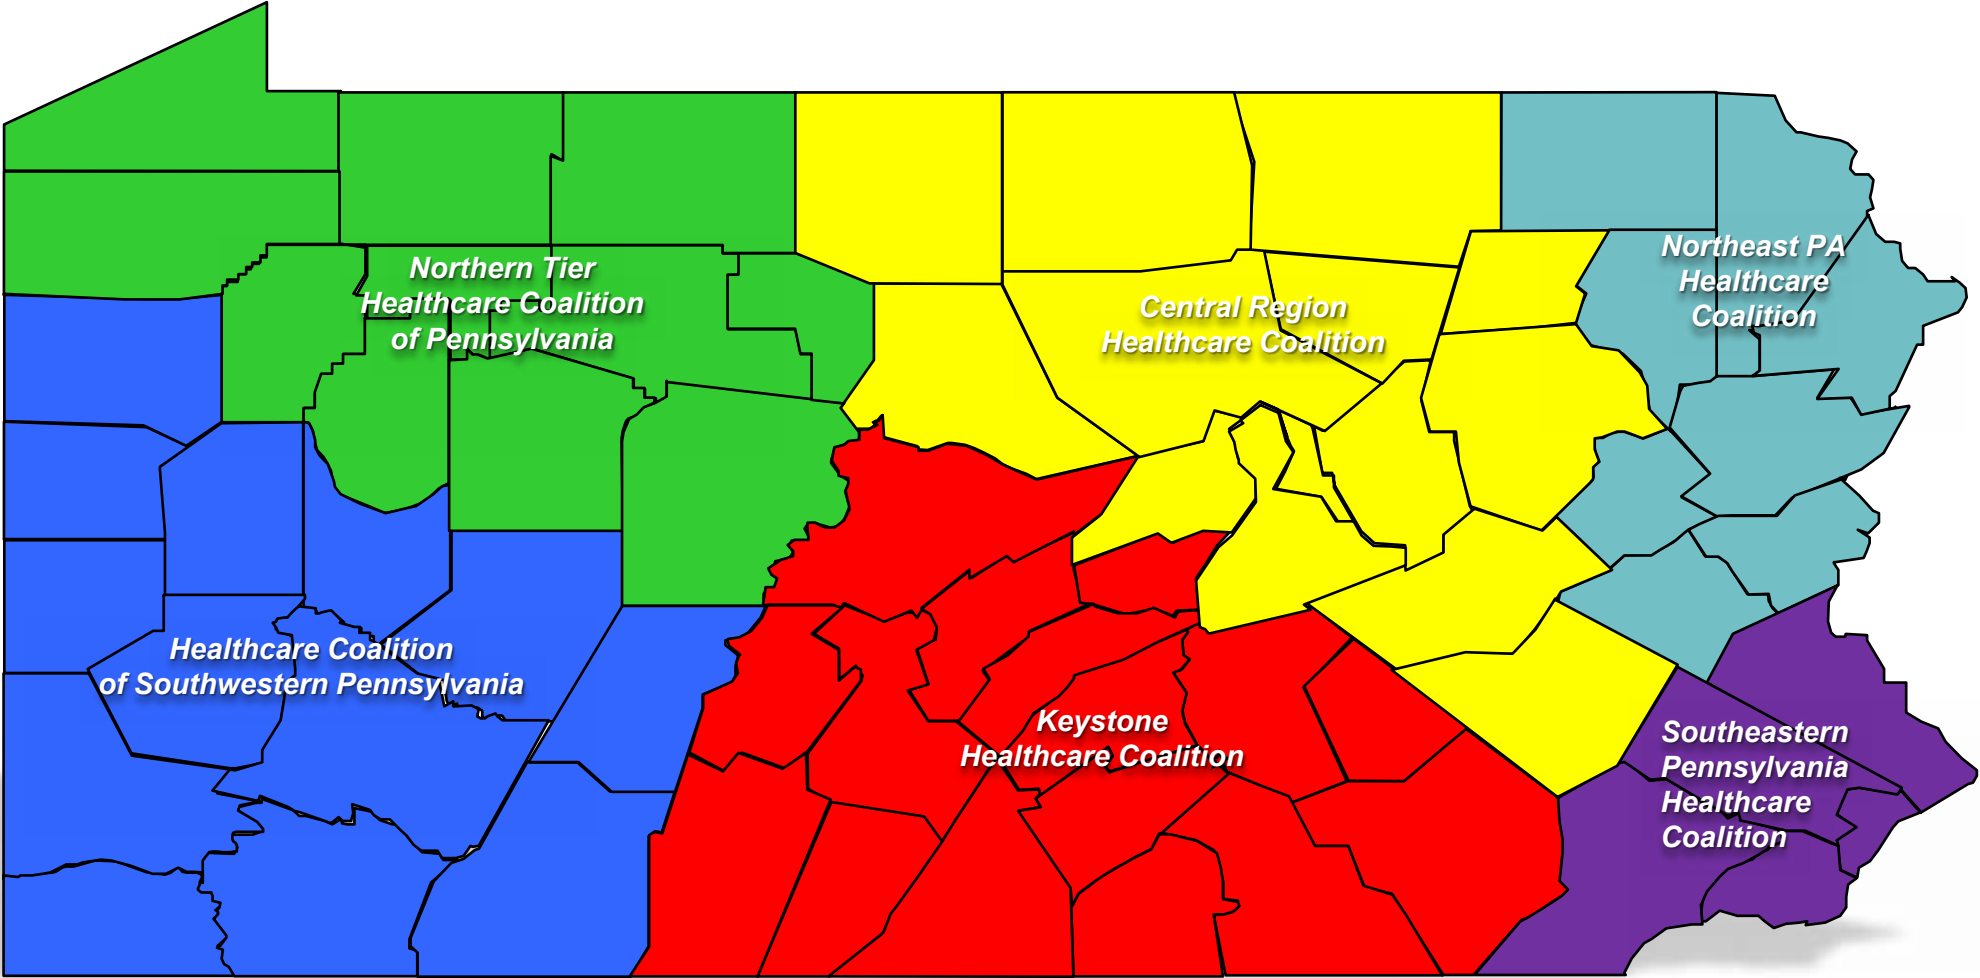 Northern Tier
Healthcare Coalition
of Pennsylvania
Central Region
Healthcare Coalition
Northeast PA
Healthcare
Coalition
Healthcare Coalition
of Southwestern Pennsylvania
Keystone
Healthcare Coalition
Southeastern
Pennsylvania
Healthcare
Coalition